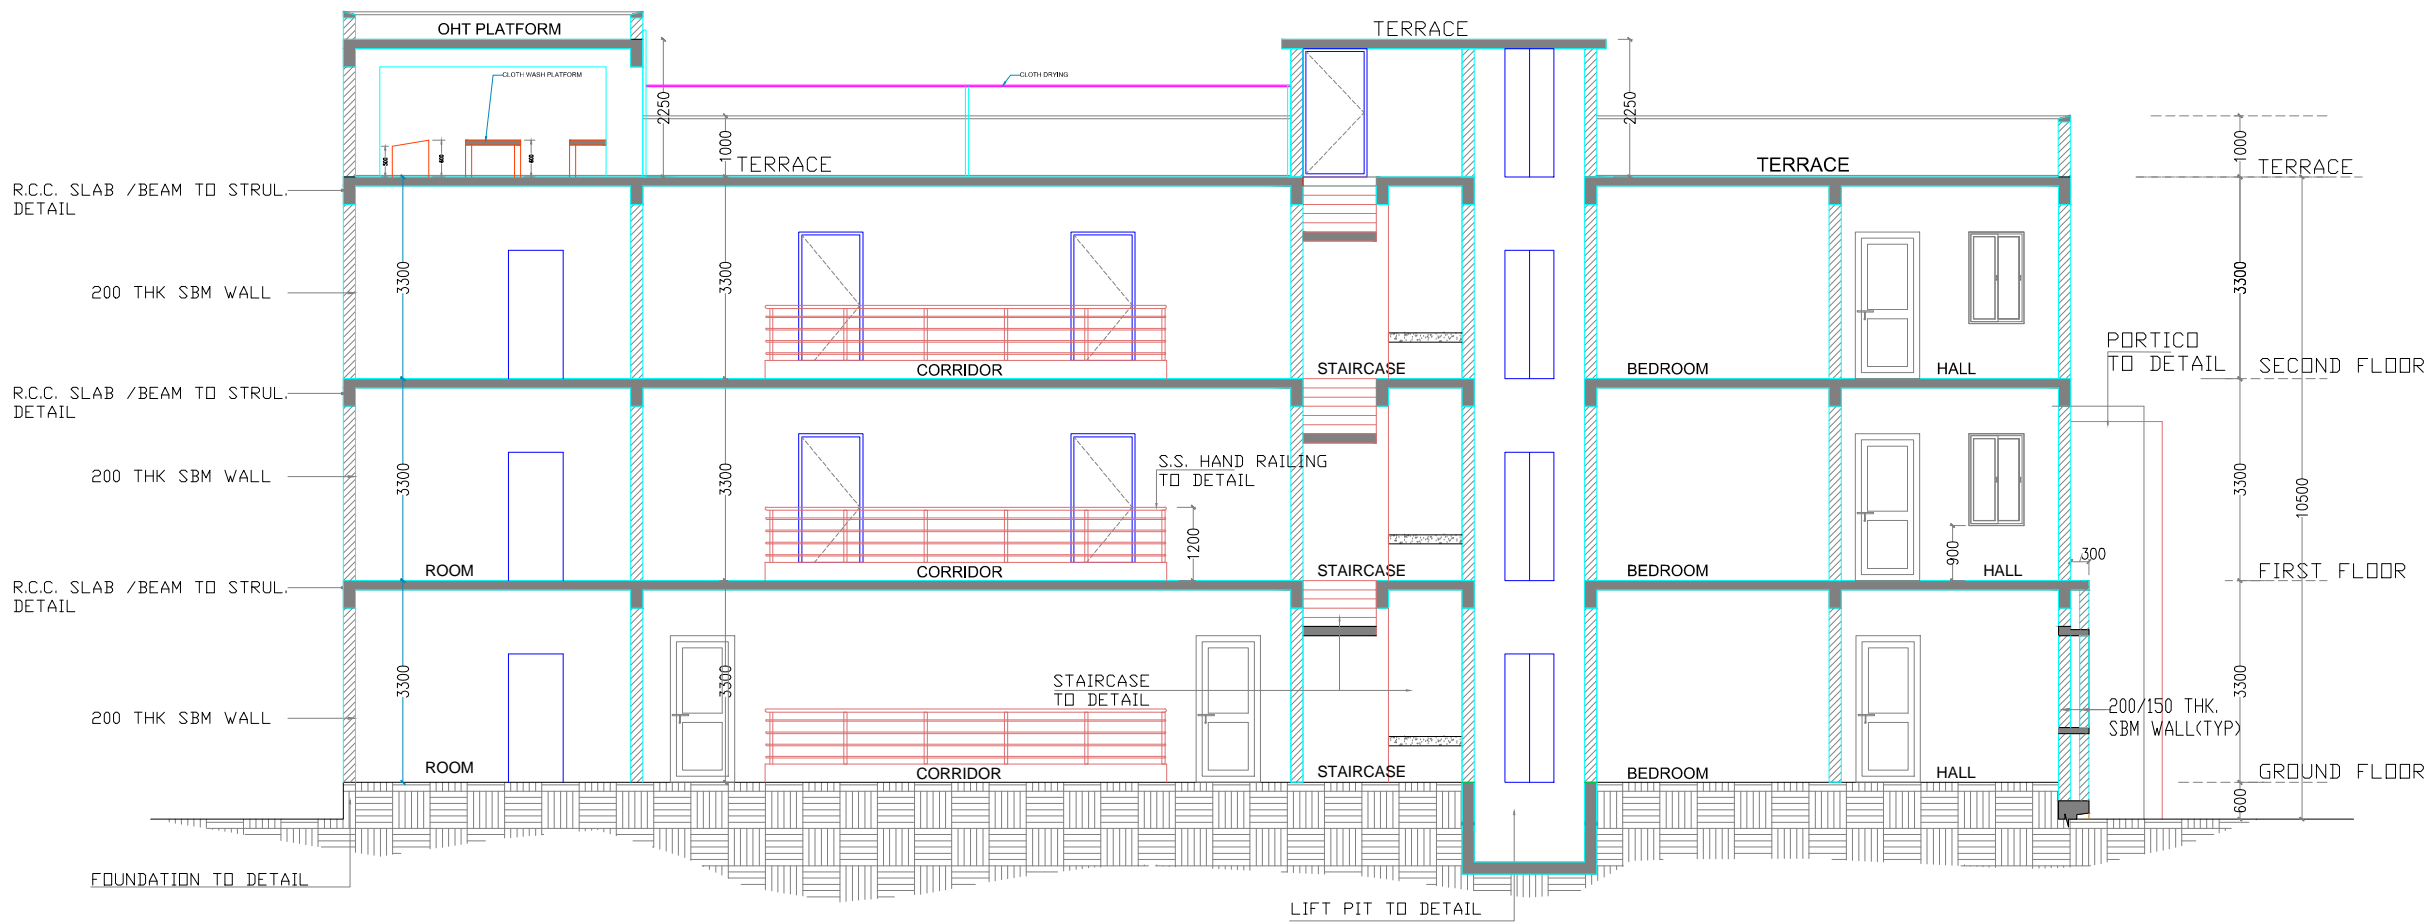 OHT PLATFORM
TERRACE
CLOTH WASH PLATFORM
CLOTH DRYING
2250
2250
1000
1000
500
600
600
TERRACE
TERRACE
TERRACE
R.C.C. SLAB /BEAM TO STRUL.
DETAIL
200 THK SBM WALL
3300
3300
3300
3300
PORTICO
TO DETAIL
CORRIDOR
STAIRCASE
BEDROOM
HALL
SECOND FLOOR
R.C.C. SLAB /BEAM TO STRUL.
DETAIL
200 THK SBM WALL
3300
3300
S.S. HAND RAILING
TO DETAIL
1200
900
3300
10500
300
ROOM
CORRIDOR
STAIRCASE
BEDROOM
HALL
FIRST FLOOR
R.C.C. SLAB /BEAM TO STRUL.
DETAIL
200 THK SBM WALL
3300
3300
STAIRCASE
TO DETAIL
3300
200/150 THK.
SBM WALL(TYP)
ROOM
CORRIDOR
STAIRCASE
BEDROOM
HALL
GROUND FLOOR
600
FOUNDATION TO DETAIL
LIFT PIT TO DETAIL